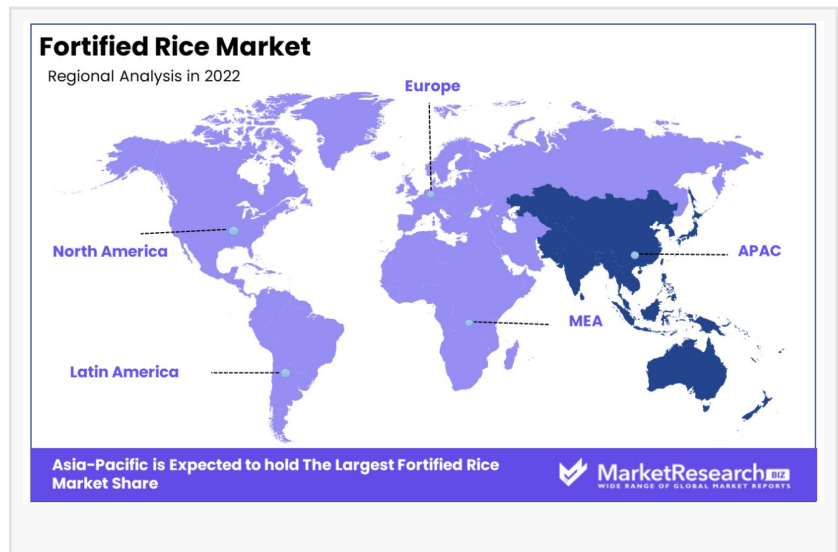 Fortified Rice Market
Regional Analysis in 2022
Europe
North America
APAC
MEA
Latin America
Asia-Pacific is Expected to hold The Largest Fortified Rice
Market Share
MarketResearch BIZ
WIDE RANGE OF GLOBAL MARKET REPORTS